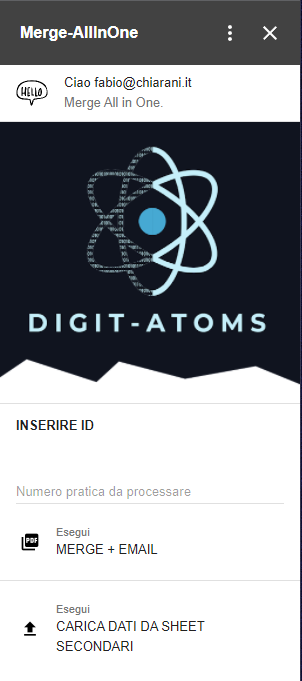 Merge-AllInOne
HELLO
Ciao fabio@chiarani.it
Merge All in One.
DIGIT-ATOMS
INSERIRE ID
Numero pratica da processare
PDF
Esegui
MERGE + EMAIL
Esegui
CARICA DATI DA SHEET
SECONDARI